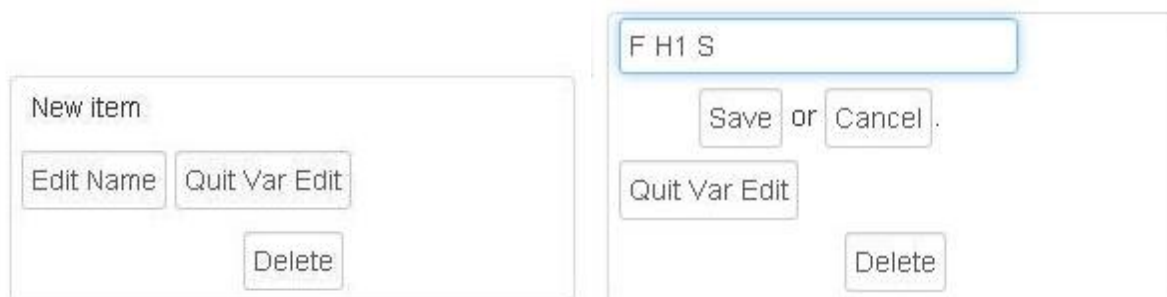 New item
Edit Name Quit Var Edit
Delete
F H1 S
Save or Cancel.
Quit Var Edit
Delete